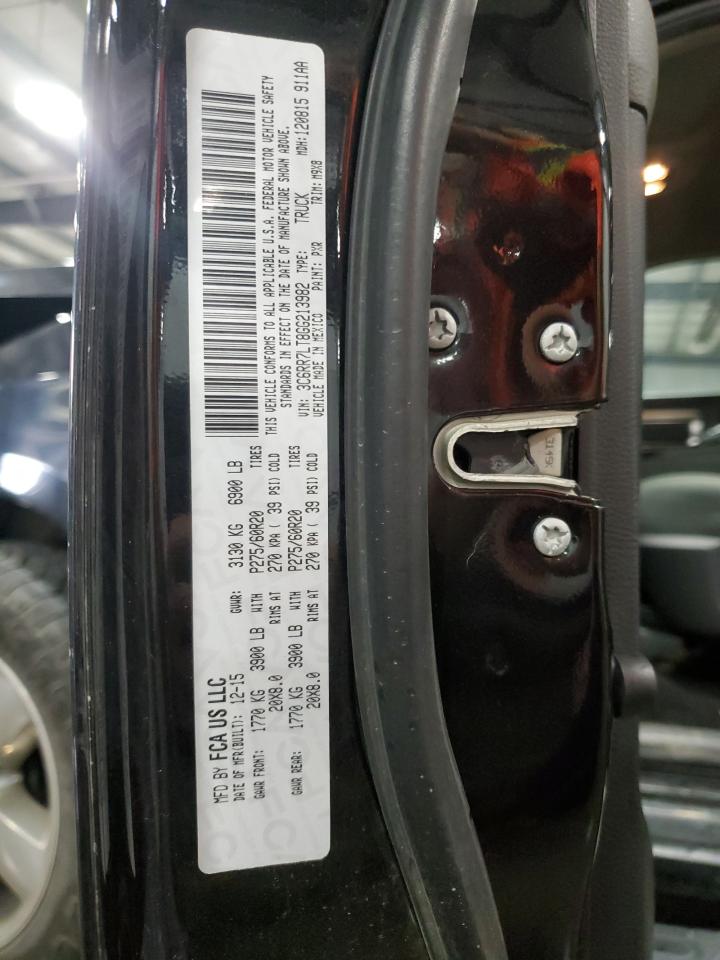 MFD BY FCA US LLC
DATE OF MFR(BUILT): 12-15 GVWR: 3130 KG 6900 LB
GAWR FRONT: 1770 KG 3900 LB WITH P275/60R20 TIRES
20X8.0 RIMS AT 270 KPA ( 39 PSI) COLD
GAWR REAR: 1770 KG 3900 LB WITH P275/60R20 TIRES
20X8.0 RIMS AT 270 KPA ( 39 PSI) COLD
THIS VEHICLE CONFORMS TO ALL APPLICABLE U.S.A. FEDERAL MOTOR VEHICLE SAFETY
STANDARDS IN EFFECT ON THE DATE OF MANUFACTURE SHOWN ABOVE.
VIN: 3C6RR7LT8GG213982 TYPE: TRUCK MDH:120815 911AA
VEHICLE MADE IN MEXICO PAINT: PXR TRIM: M9X8